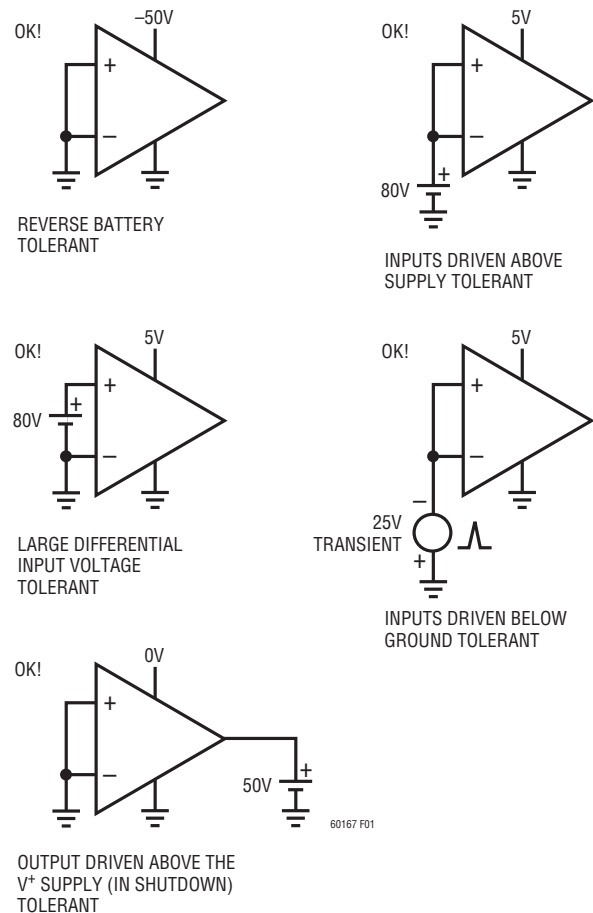 OK!
–50V
+
–
REVERSE BATTERY
TOLERANT
OK!
5V
+
–
+
80V
INPUTS DRIVEN ABOVE
SUPPLY TOLERANT
OK!
5V
+
+
80V
–
LARGE DIFFERENTIAL
INPUT VOLTAGE
TOLERANT
OK!
5V
+
–
–
25V
TRANSIENT
+
INPUTS DRIVEN BELOW
GROUND TOLERANT
OK!
0V
+
–
+
50V
60167 F01
OUTPUT DRIVEN ABOVE THE
V⁺ SUPPLY (IN SHUTDOWN)
TOLERANT